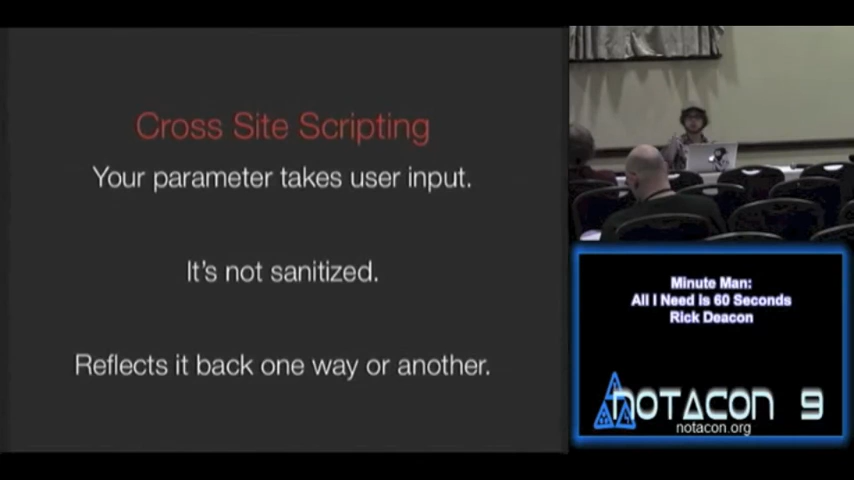 Cross Site Scripting
Your parameter takes user input.
It's not sanitized.
Reflects it back one way or another.
Minute Man:
All I Need is 60 Seconds
Rick Deacon
NOTACON 9
notacon.org